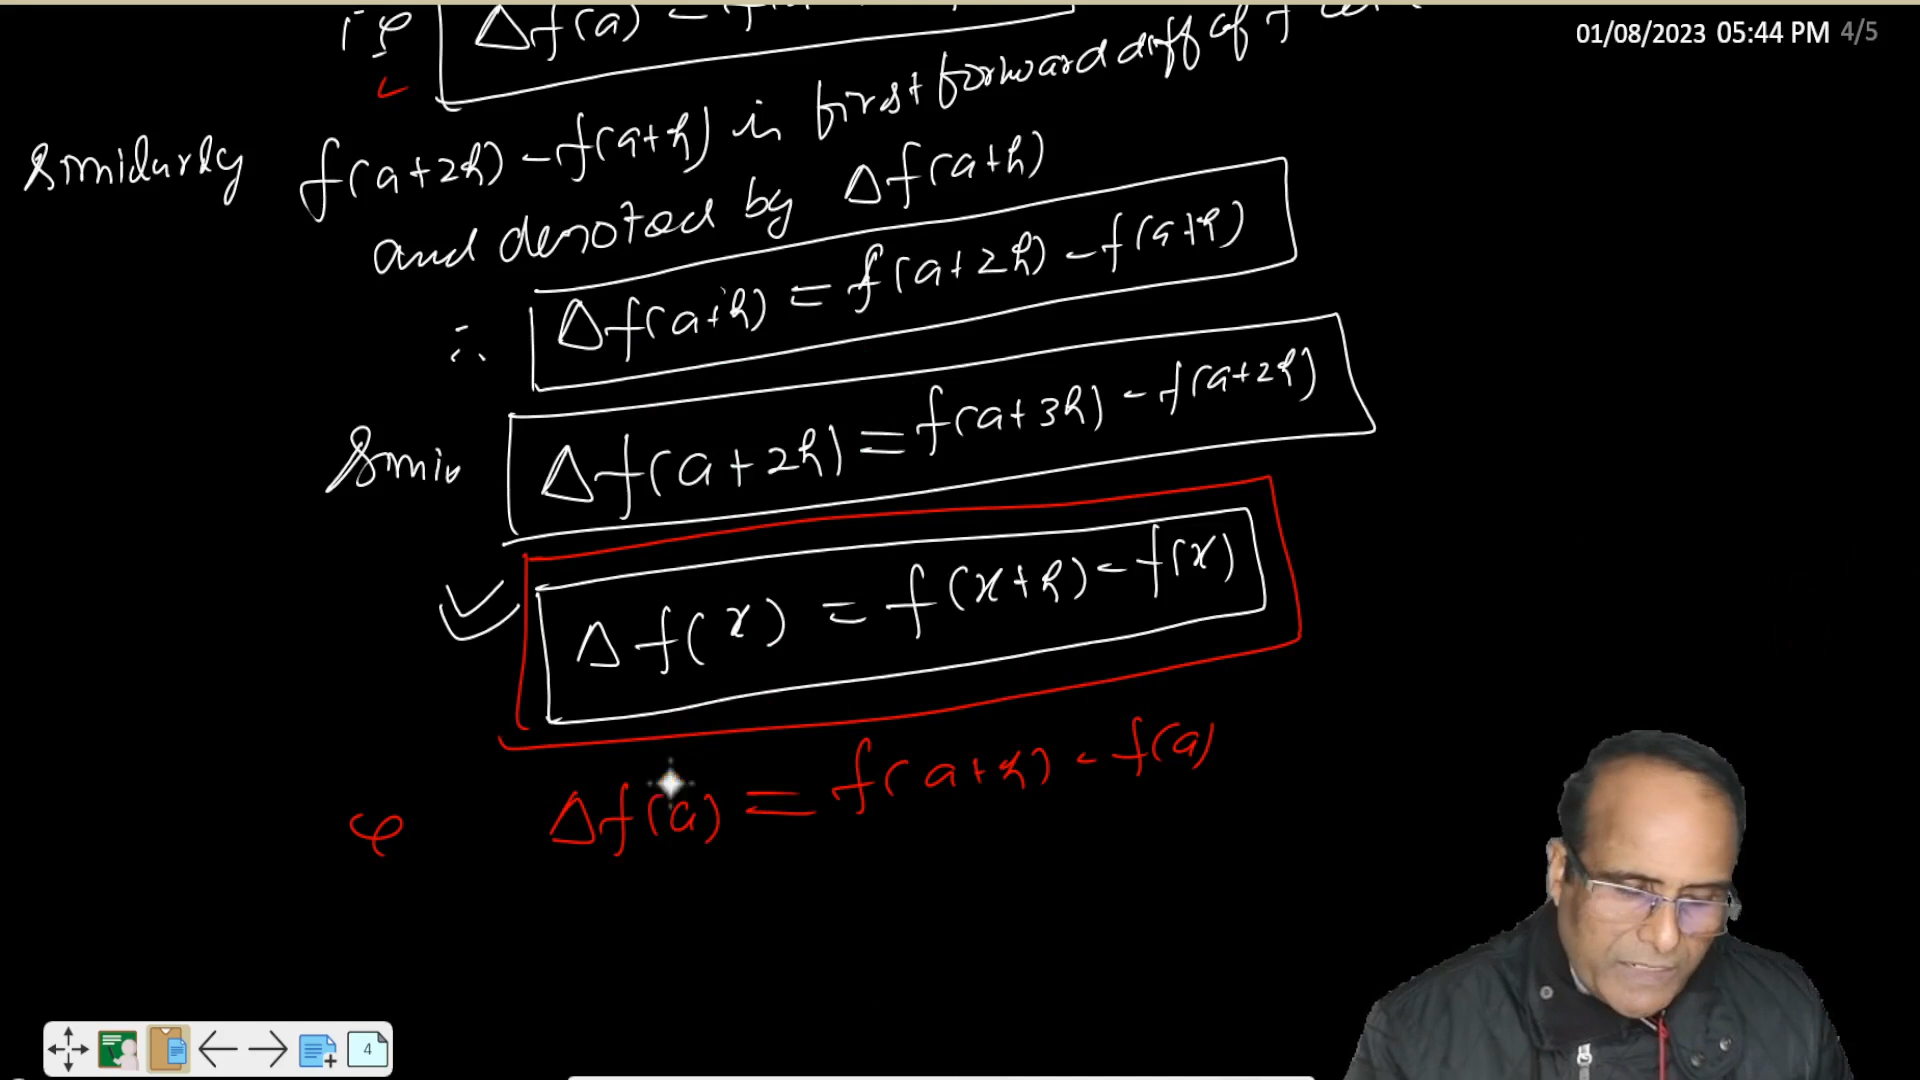 01/08/2023 05:44 PM 4/5
Δf(a) –
Similarly f(a+2h) – f(a+h) is first forward diff of f
and denoted by Δf(a+h)
∴ Δf(a+h) = f(a+2h) – f(a+h)
Δf(a+2h) = f(a+3h) – f(a+2h)
Δf(x) = f(x+h) – f(x)
Δf(a) = f(a+h) – f(a)
4